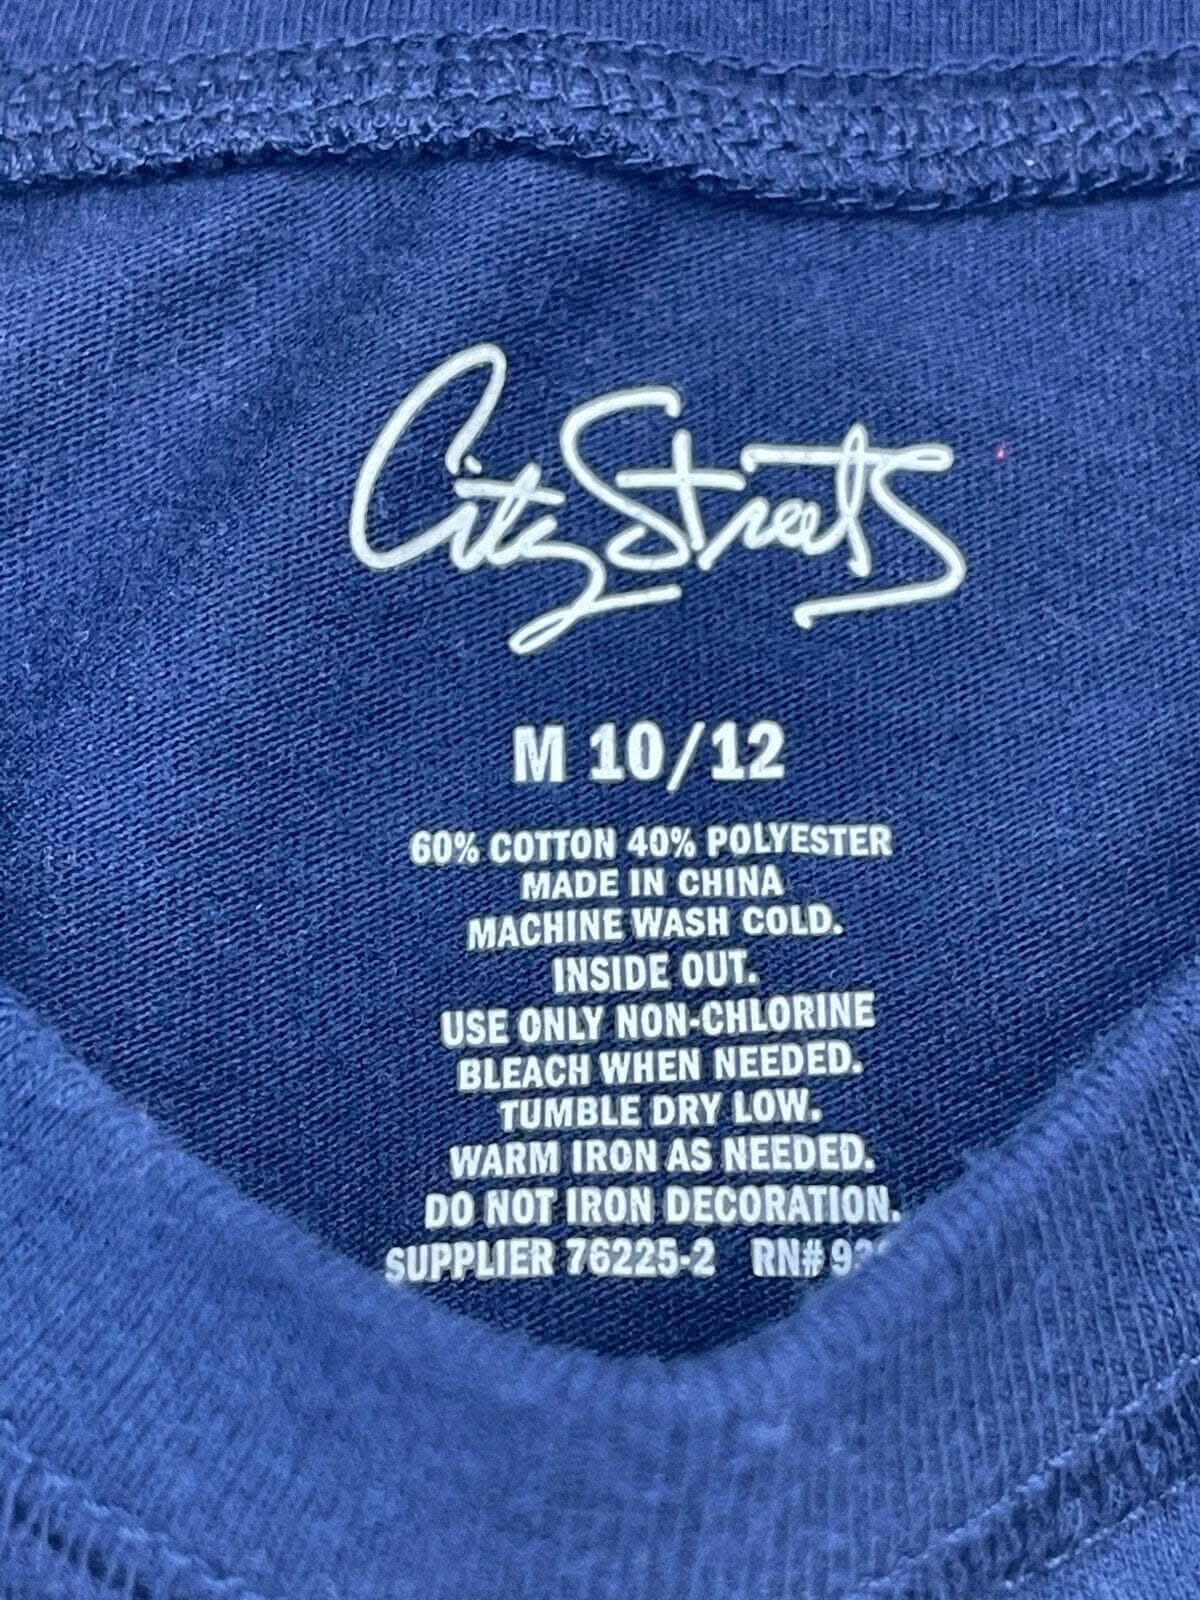 City Streets
M 10/12
60% COTTON 40% POLYESTER
MADE IN CHINA
MACHINE WASH COLD.
INSIDE OUT.
USE ONLY NON-CHLORINE
BLEACH WHEN NEEDED.
TUMBLE DRY LOW.
WARM IRON AS NEEDED.
DO NOT IRON DECORATION.
SUPPLIER 76225-2 RN#